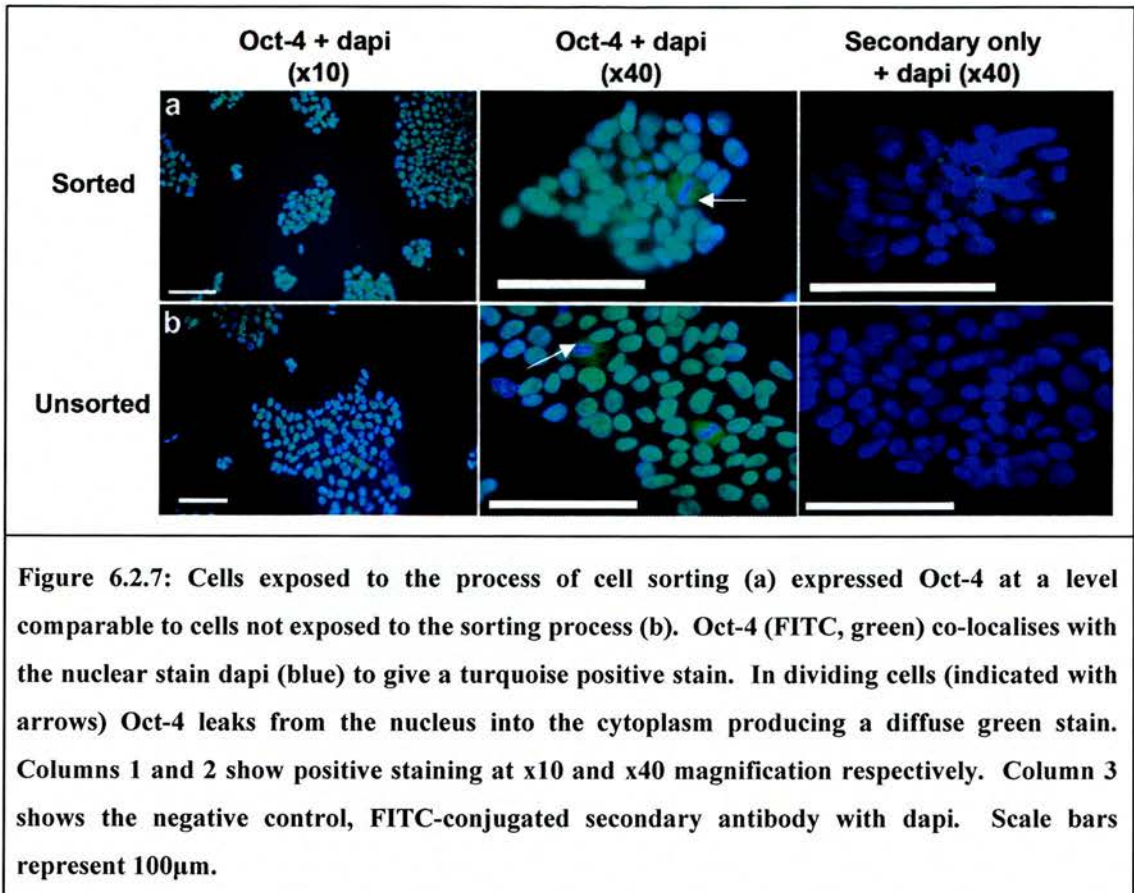 Oct-4 + dapi
(x10)
Oct-4 + dapi
(x40)
Secondary only
+ dapi (x40)
a
Sorted
b
Unsorted
Figure 6.2.7: Cells exposed to the process of cell sorting (a) expressed Oct-4 at a level
comparable to cells not exposed to the sorting process (b). Oct-4 (FITC, green) co-localises with
the nuclear stain dapi (blue) to give a turquoise positive stain. In dividing cells (indicated with
arrows) Oct-4 leaks from the nucleus into the cytoplasm producing a diffuse green stain.
Columns 1 and 2 show positive staining at x10 and x40 magnification respectively. Column 3
shows the negative control, FITC-conjugated secondary antibody with dapi. Scale bars
represent 100µm.